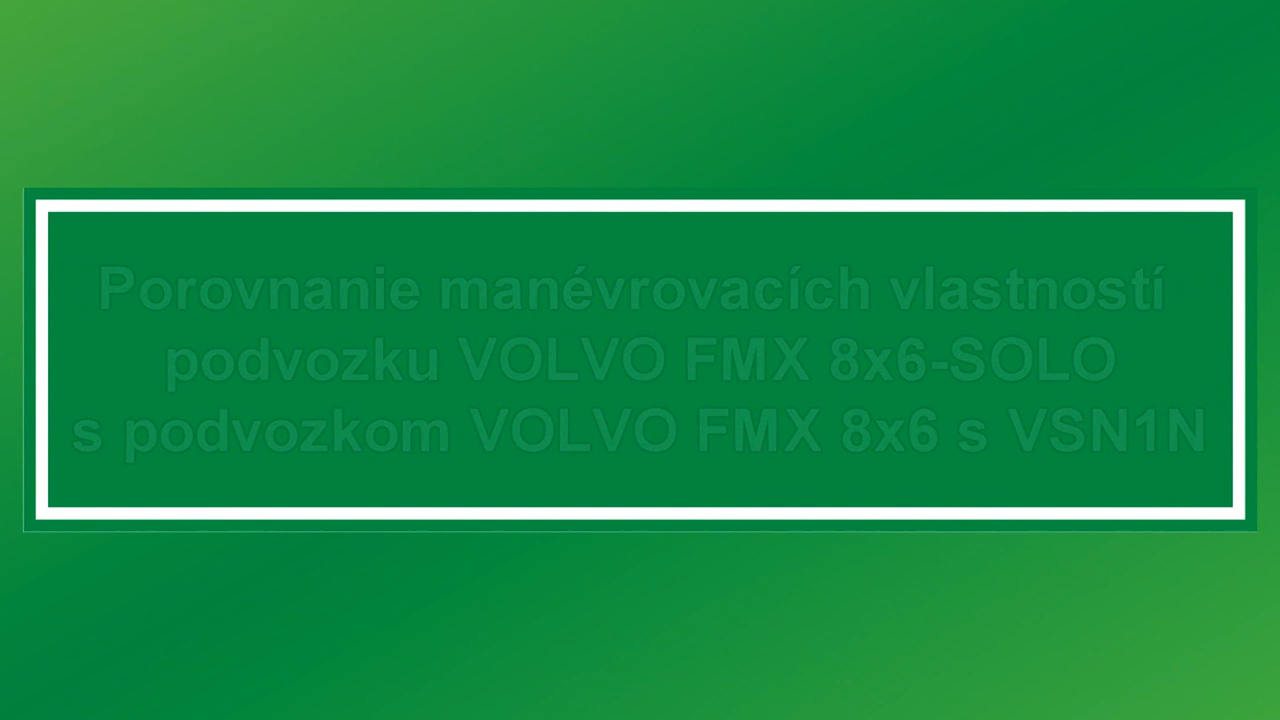 Porovnanie manévrovacích vlastností
podvozku VOLVO FMX 8x6-SOLO
s podvozkom VOLVO FMX 8x6 s VSN1N